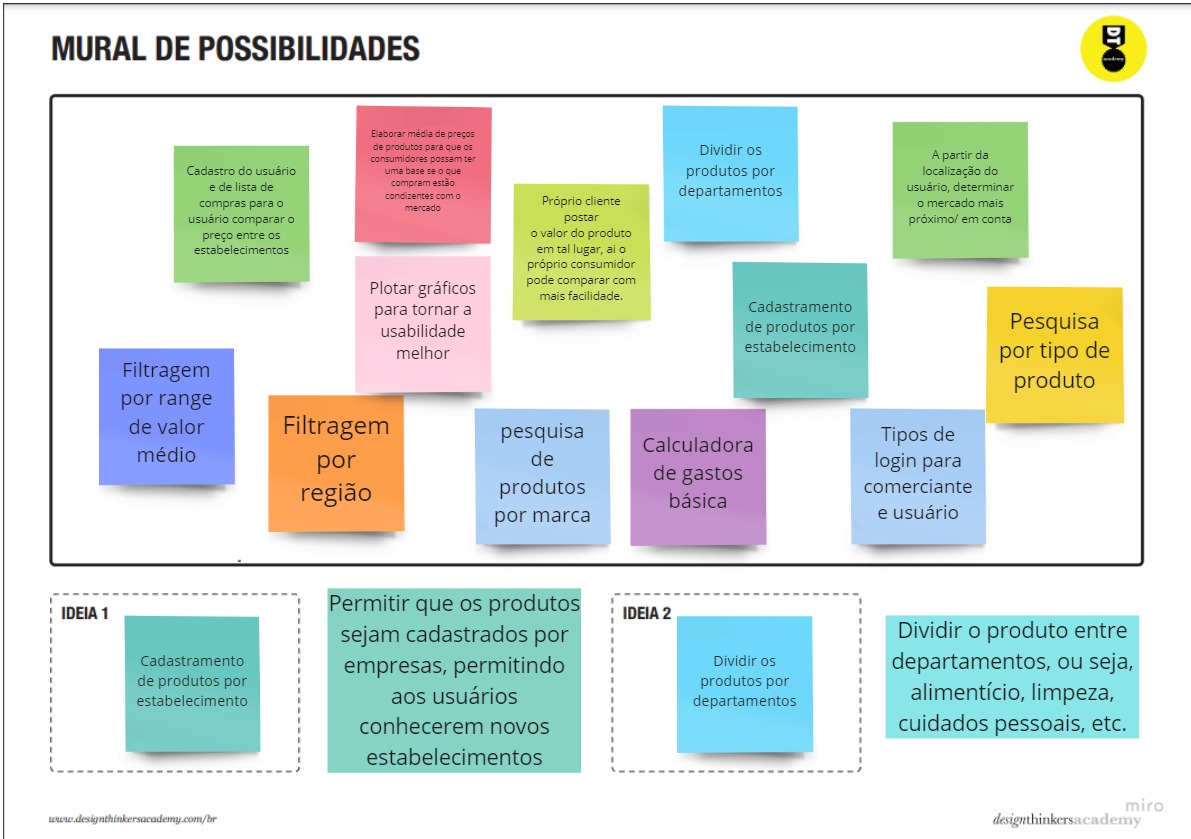 MURAL DE POSSIBILIDADES
DT
academy
Cadastro do usuário
e de lista de
compras para o
usuário comparar o
preço entre os
estabelecimentos
Elaborar média de preços
de produtos para que os
consumidores possam ter
uma base se o que
compram estão
condizentes com o
mercado
Próprio cliente
postar
o valor do produto
em tal lugar, ai o
próprio consumidor
pode comparar com
mais facilidade.
Dividir os
produtos por
departamentos
A partir da
localização do
usuário, determinar
o mercado mais
próximo/ em conta
Plotar gráficos
para tornar a
usabilidade
melhor
Cadastramento
de produtos por
estabelecimento
Pesquisa
por tipo de
produto
Filtragem
por range
de valor
médio
Filtragem
por
região
pesquisa
de
produtos
por marca
Calculadora
de gastos
básica
Tipos de
login para
comerciante
e usuário
IDEIA 1
Cadastramento
de produtos por
estabelecimento
Permitir que os produtos
sejam cadastrados por
empresas, permitindo
aos usuários
conhecerem novos
estabelecimentos
IDEIA 2
Dividir os
produtos por
departamentos
Dividir o produto entre
departamentos, ou seja,
alimentício, limpeza,
cuidados pessoais, etc.
www.designthinkersacademy.com/br
miro
designthinkersacademy